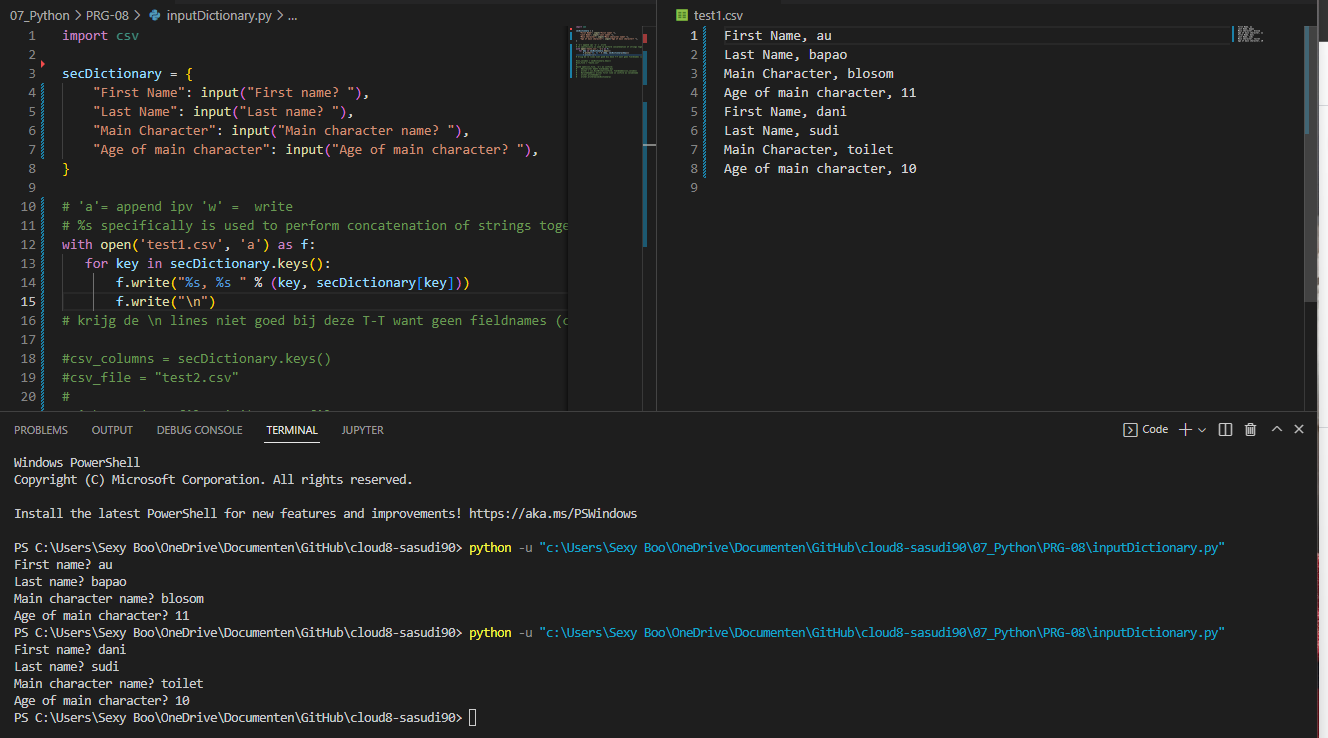 07_Python > PRG-08 > inputDictionary.py > ...
1 import csv
2
3 secDictionary = {
4 "First Name": input("First name? "),
5 "Last Name": input("Last name? "),
6 "Main Character": input("Main character name? "),
7 "Age of main character": input("Age of main character? "),
8 }
9
10 # 'a'= append ipv 'w' =  write
11 # %s specifically is used to perform concatenation of strings toge
12 with open('test1.csv', 'a') as f:
13 for key in secDictionary.keys():
14 f.write("%s, %s " % (key, secDictionary[key]))
15 f.write("\n")
16 # krijg de \n lines niet goed bij deze T-T want geen fieldnames (
17
18 #csv_columns = secDictionary.keys()
19 #csv_file = "test2.csv"
20 #
test1.csv
1 First Name, au
2 Last Name, bapao
3 Main Character, blosom
4 Age of main character, 11
5 First Name, dani
6 Last Name, sudi
7 Main Character, toilet
8 Age of main character, 10
9
PROBLEMS OUTPUT DEBUG CONSOLE TERMINAL JUPYTER
Code
Windows PowerShell
Copyright (C) Microsoft Corporation. All rights reserved.
Install the latest PowerShell for new features and improvements! https://aka.ms/PSWindows
PS C:\Users\Sexy Boo\OneDrive\Documenten\GitHub\cloud8-sasudi90> python -u "c:\Users\Sexy Boo\OneDrive\Documenten\GitHub\cloud8-sasudi90\07_Python\PRG-08\inputDictionary.py"
First name? au
Last name? bapao
Main character name? blosom
Age of main character? 11
PS C:\Users\Sexy Boo\OneDrive\Documenten\GitHub\cloud8-sasudi90> python -u "c:\Users\Sexy Boo\OneDrive\Documenten\GitHub\cloud8-sasudi90\07_Python\PRG-08\inputDictionary.py"
First name? dani
Last name? sudi
Main character name? toilet
Age of main character? 10
PS C:\Users\Sexy Boo\OneDrive\Documenten\GitHub\cloud8-sasudi90>